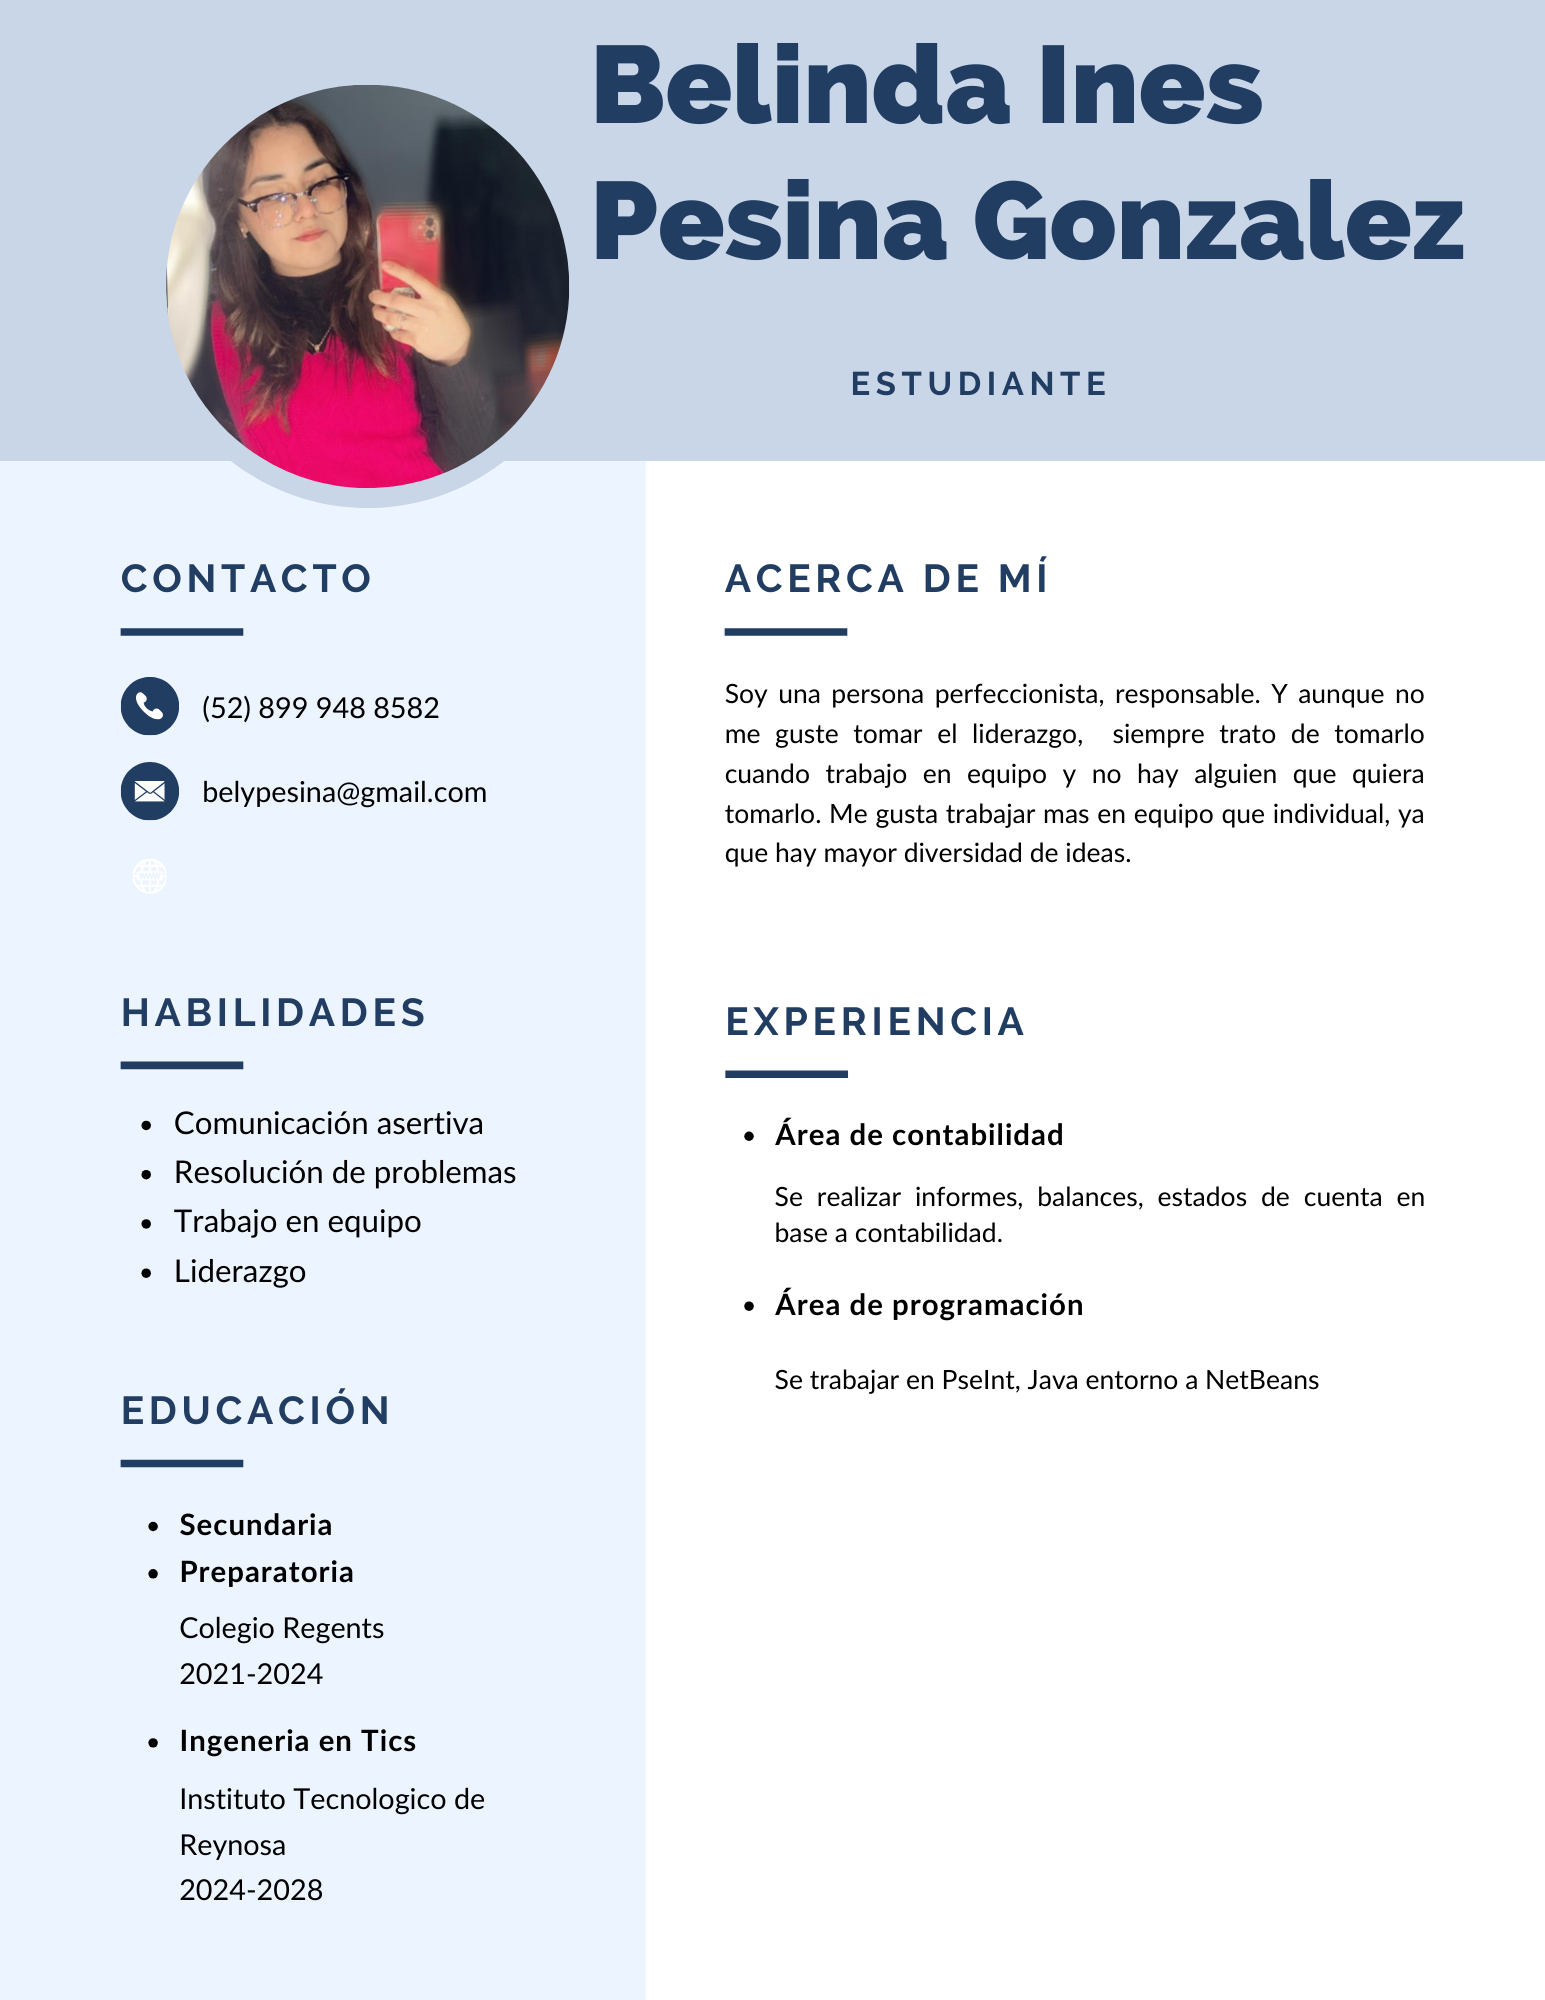 Belinda Ines
Pesina Gonzalez
ESTUDIANTE
CONTACTO
(52) 899 948 8582
belypesina@gmail.com
HABILIDADES
• Comunicación asertiva
• Resolución de problemas
• Trabajo en equipo
• Liderazgo
EDUCACIÓN
• Secundaria
• Preparatoria
Colegio Regents
2021-2024
• Ingeneria en Tics
Instituto Tecnologico de
Reynosa
2024-2028
ACERCA DE MÍ
Soy una persona perfeccionista, responsable. Y aunque no
me guste tomar el liderazgo, siempre trato de tomarlo
cuando trabajo en equipo y no hay alguien que quiera
tomarlo. Me gusta trabajar mas en equipo que individual, ya
que hay mayor diversidad de ideas.
EXPERIENCIA
• Área de contabilidad
Se realizar informes, balances, estados de cuenta en
base a contabilidad.
• Área de programación
Se trabajar en PseInt, Java entorno a NetBeans